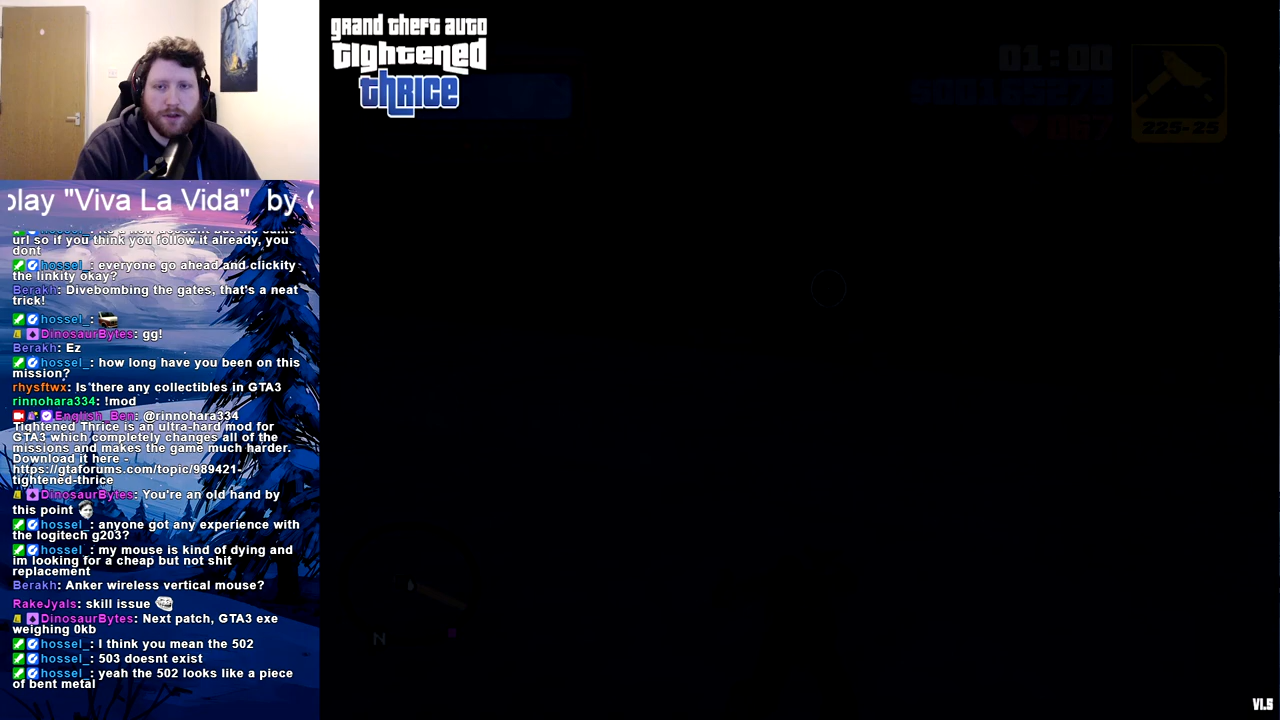 grand theft auto
tightened
thrice
01:00
225-25
play "Viva La Vida" by
url so if you think you follow it already, you
dont
hossel_: everyone go ahead and clickity
the linkity okay?
Berakh: Divebombing the gates, that's a neat
trick!
hossel_:
DinosaurBytes: gg!
Berakh: Ez
hossel_: how long have you been on this
mission?
rhysftwx: Is there any collectibles in GTA3
rinnohara334: !mod
English_Ben: @rinnohara334
Tightened Thrice is an ultra-hard mod for
GTA3 which completely changes all of the
missions and makes the game much harder.
Download it here -
https://gtaforums.com/topic/989421-
tightened-thrice
DinosaurBytes: You're an old hand by
this point
hossel_: anyone got any experience with
the logitech g203?
hossel_: my mouse is kind of dying and
im looking for a cheap but not shit
replacement
Berakh: Anker wireless vertical mouse?
RakeJyals: skill issue
DinosaurBytes: Next patch, GTA3 exe
weighing 0kb
hossel_: I think you mean the 502
hossel_: 503 doesnt exist
hossel_: yeah the 502 looks like a piece
of bent metal
N
V1.5